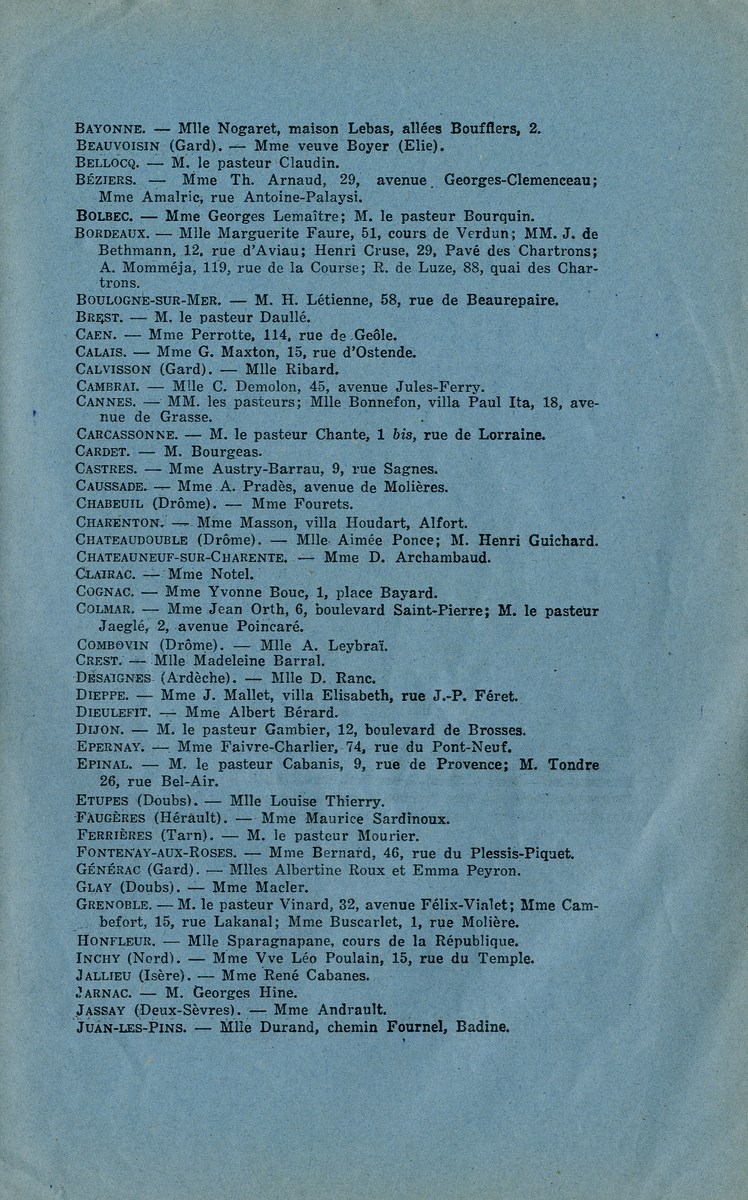 BAYONNE. — Mlle Nogaret, maison Lebas, allées Boufflers, 2.
BEAUVOISIN (Gard). — Mme veuve Boyer (Elie).
BELLOCQ. — M. le pasteur Claudin.
BÉZIERS. — Mme Th. Arnaud, 29, avenue Georges-Clemenceau;
Mme Amalric, rue Antoine-Palaysi.
BOLBEC. — Mme Georges Lemaître; M. le pasteur Bourquin.
BORDEAUX. — Mlle Marguerite Faure, 51, cours de Verdun; MM. J. de
Bethmann, 12, rue d'Aviau; Henri Cruse, 29, Pavé des Chartrons;
A. Momméja, 119, rue de la Course; R. de Luze, 88, quai des Char-
trons.
BOULOGNE-SUR-MER. — M. H. Létienne, 58, rue de Beaurepaire.
BREST. — M. le pasteur Daullé.
CAEN. — Mme Perrotte, 114, rue de Geôle.
CALAIS. — Mme G. Maxton, 15, rue d'Ostende.
CALVISSON (Gard). — Mlle Ribard.
CAMBRAI. — Mlle C. Demolon, 45, avenue Jules-Ferry.
CANNES. — MM. les pasteurs; Mlle Bonnefon, villa Paul Ita, 18, ave-
nue de Grasse.
CARCASSONNE. — M. le pasteur Chante, 1 bis, rue de Lorraine.
CARDET. — M. Bourgeas.
CASTRES. — Mme Austry-Barrau, 9, rue Sagnes.
CAUSSADE. — Mme A. Pradès, avenue de Molières.
CHABEUIL (Drôme). — Mme Fourets.
CHARENTON. — Mme Masson, villa Houdart, Alfort.
CHATEAUDOUBLE (Drôme). — Mlle Aimée Ponce; M. Henri Guichard.
CHATEAUNEUF-SUR-CHARENTE. — Mme D. Archambaud.
CLAIRAC. — Mme Notel.
COGNAC. — Mme Yvonne Bouc, 1, place Bayard.
COLMAR. — Mme Jean Orth, 6, boulevard Saint-Pierre; M. le pasteur
Jaeglé, 2, avenue Poincaré.
COMBOVIN (Drôme). — Mlle A. Leybraï.
CREST. — Mlle Madeleine Barral.
DÉSAIGNES (Ardèche). — Mlle D. Ranc.
DIEPPE. — Mme J. Mallet, villa Elisabeth, rue J.-P. Féret.
DIEULEFIT. — Mme Albert Bérard.
DIJON. — M. le pasteur Gambier, 12, boulevard de Brosses.
EPERNAY. — Mme Faivre-Charlier, 74, rue du Pont-Neuf.
EPINAL. — M. le pasteur Cabanis, 9, rue de Provence; M. Tondre
26, rue Bel-Air.
ETUPES (Doubs). — Mlle Louise Thierry.
FAUGÈRES (Hérault). — Mme Maurice Sardinoux.
FERRIÈRES (Tarn). — M. le pasteur Mourier.
FONTENAY-AUX-ROSES. — Mme Bernard, 46, rue du Plessis-Piquet.
GÉNÉRAC (Gard). — Mlles Albertine Roux et Emma Peyron.
GLAY (Doubs). — Mme Macler.
GRENOBLE. — M. le pasteur Vinard, 32, avenue Félix-Vialet; Mme Cam-
befort, 15, rue Lakanal; Mme Buscarlet, 1, rue Molière.
HONFLEUR. — Mlle Sparagnapane, cours de la République.
INCHY (Nord). — Mme Vve Léo Poulain, 15, rue du Temple.
JALLIEU (Isère). — Mme René Cabanes.
JARNAC. — M. Georges Hine.
JASSAY (Deux-Sèvres). — Mme Andrault.
JUAN-LES-PINS. — Mlle Durand, chemin Fournel, Badine.